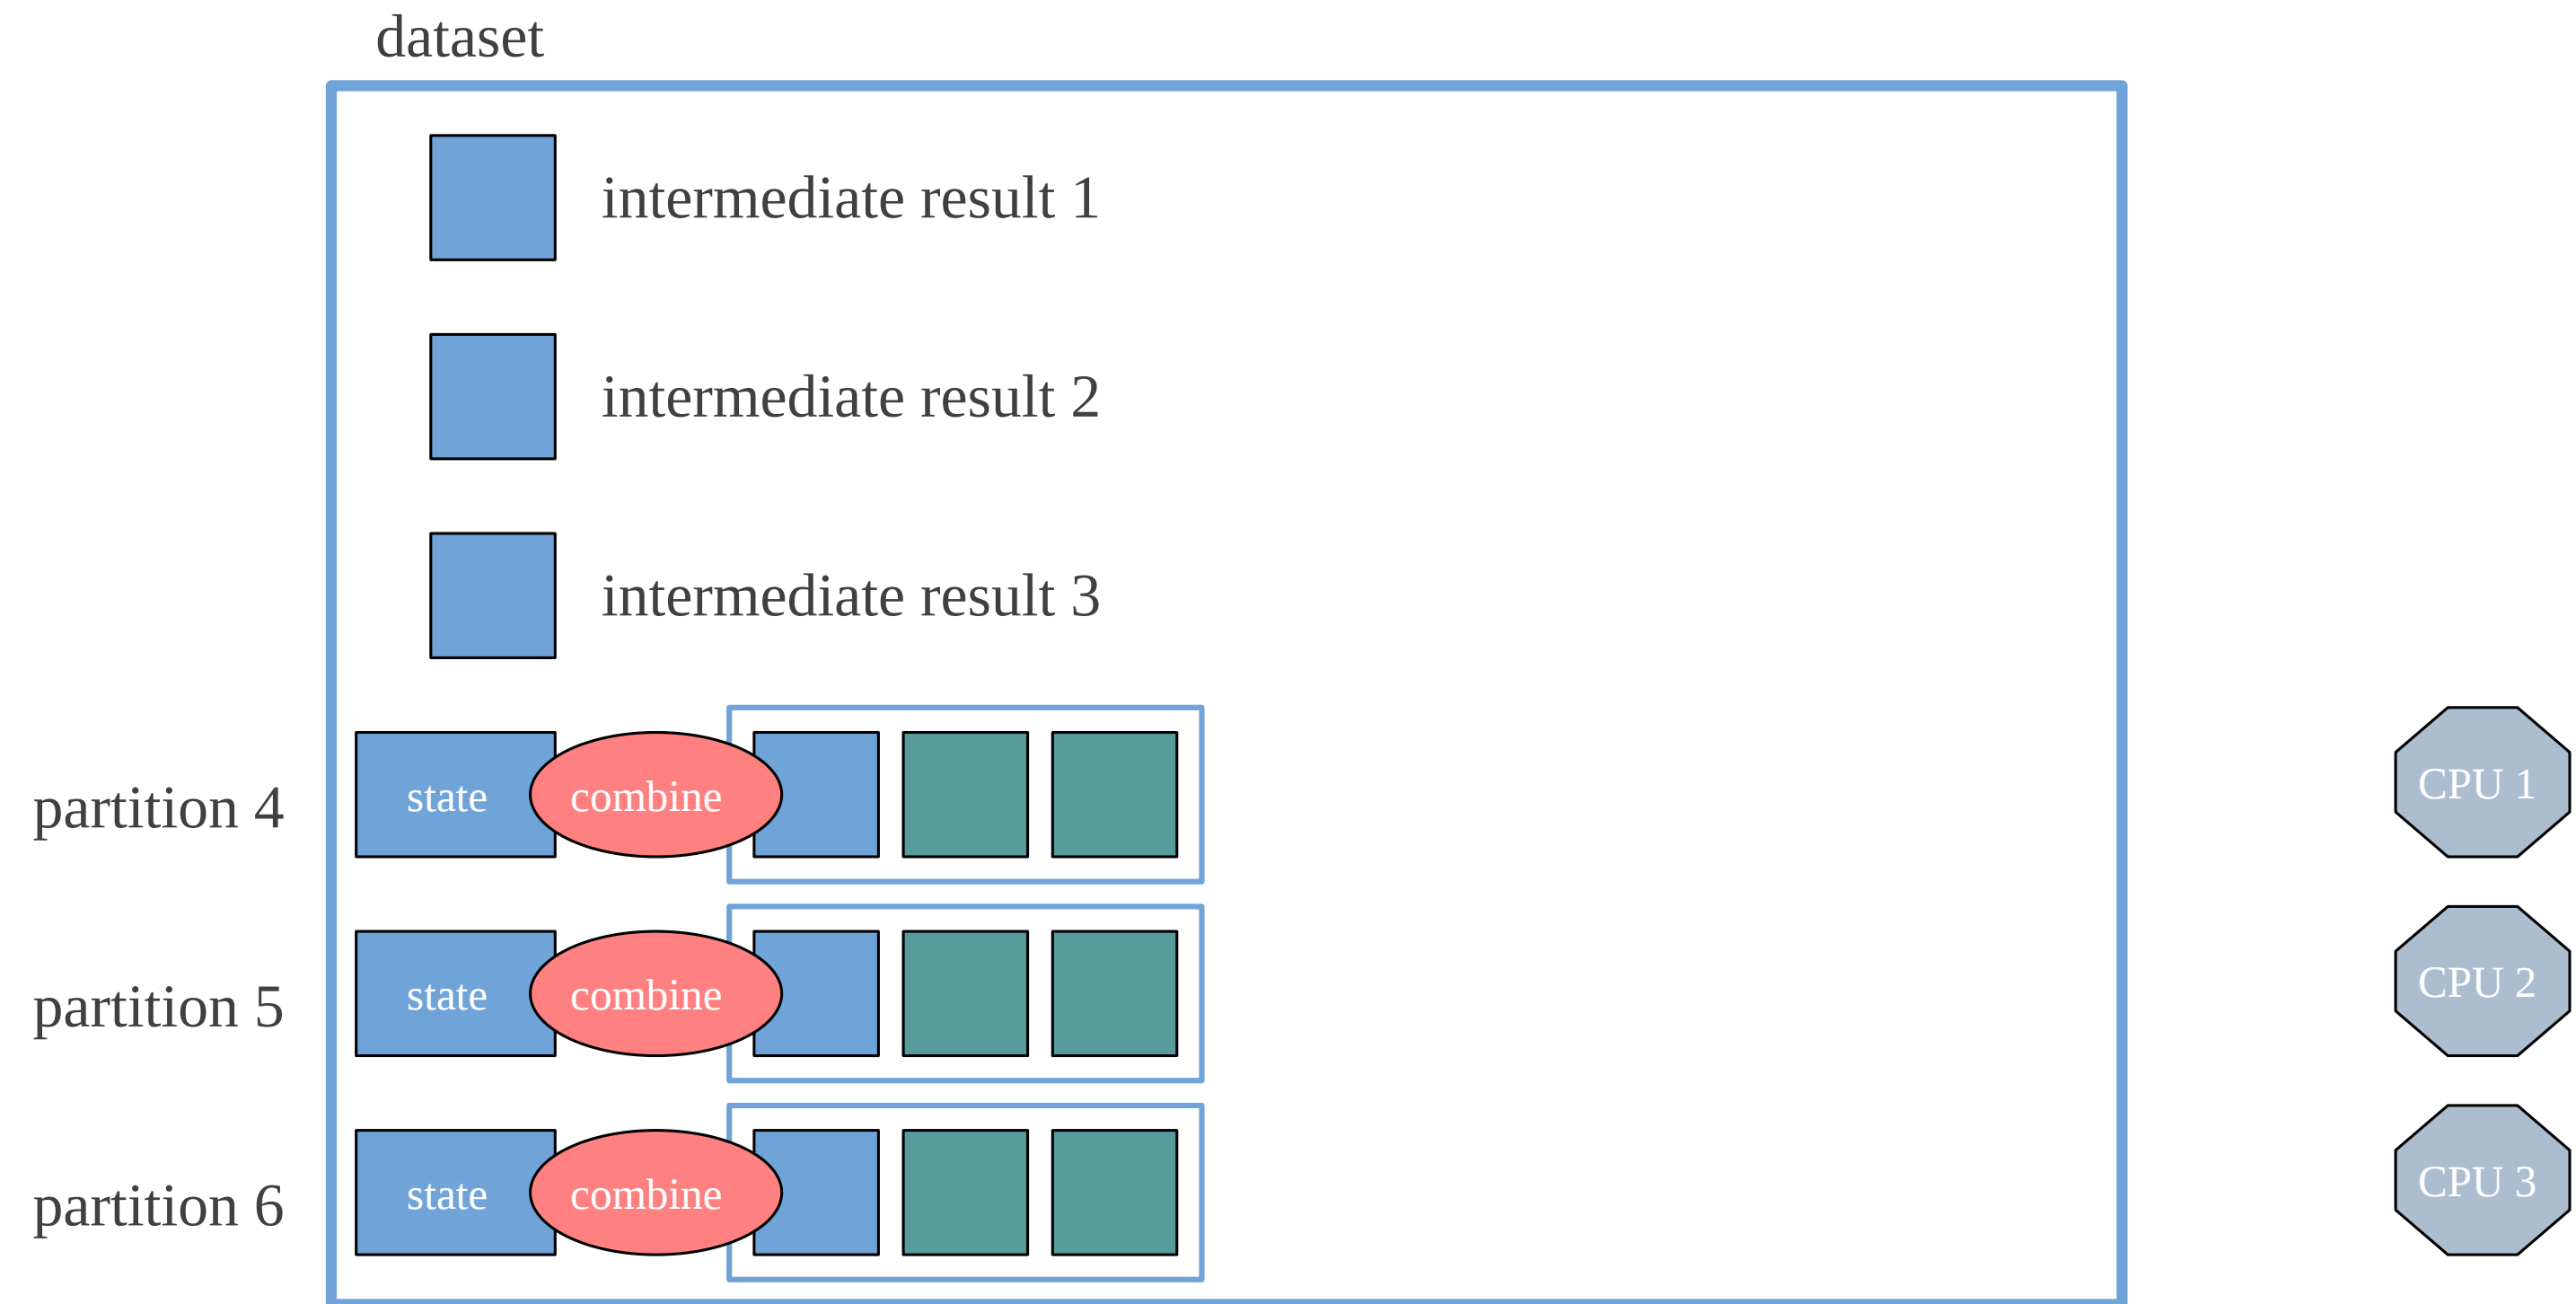 dataset
intermediate result 1
intermediate result 2
intermediate result 3
partition 4 state combine CPU 1
partition 5 state combine CPU 2
partition 6 state combine CPU 3